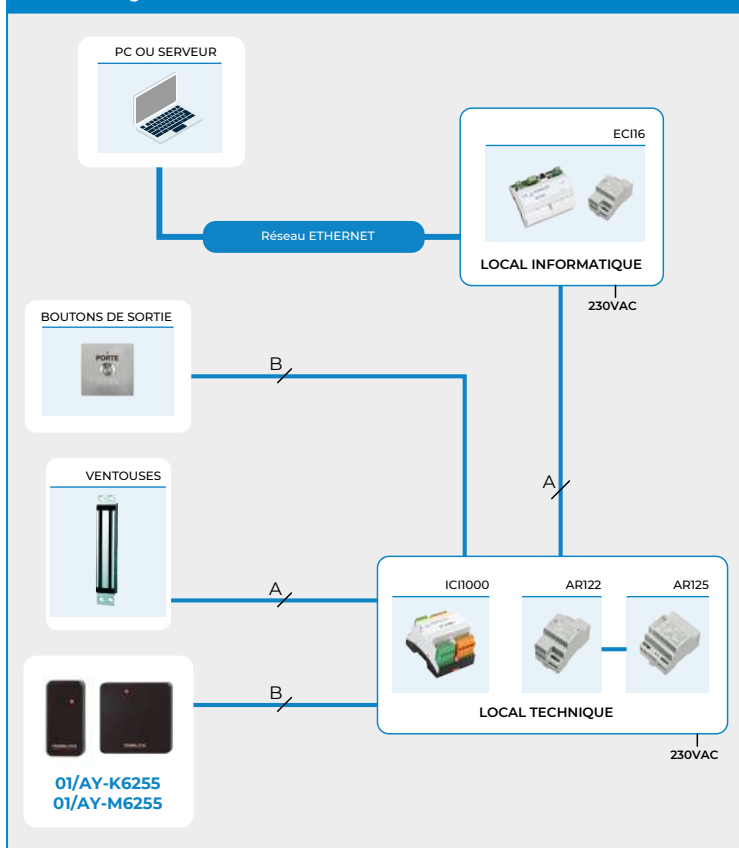 PC OU SERVEUR
ECI16
Réseau ETHERNET
LOCAL INFORMATIQUE
230VAC
BOUTONS DE SORTIE
PORTE
B
VENTOUSES
A
A
ICI1000
AR122
AR125
B
LOCAL TECHNIQUE
230VAC
01/AY-K6255
01/AY-M6255